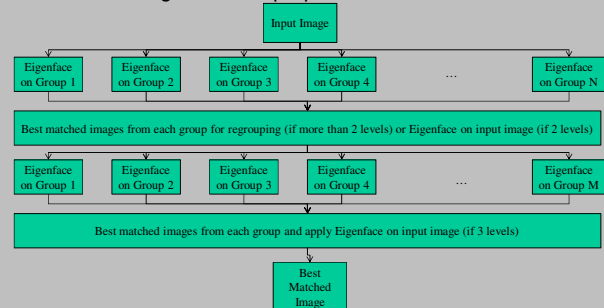 Input Image
Eigenface on Group 1
Eigenface on Group 2
Eigenface on Group 3
Eigenface on Group 4
...
Eigenface on Group N
Best matched images from each group for regrouping (if more than 2 levels) or Eigenface on input image (if 2 levels)
Eigenface on Group 1
Eigenface on Group 2
Eigenface on Group 3
Eigenface on Group 4
...
Eigenface on Group M
Best matched images from each group and apply Eigenface on input image (if 3 levels)
Best
Matched
Image